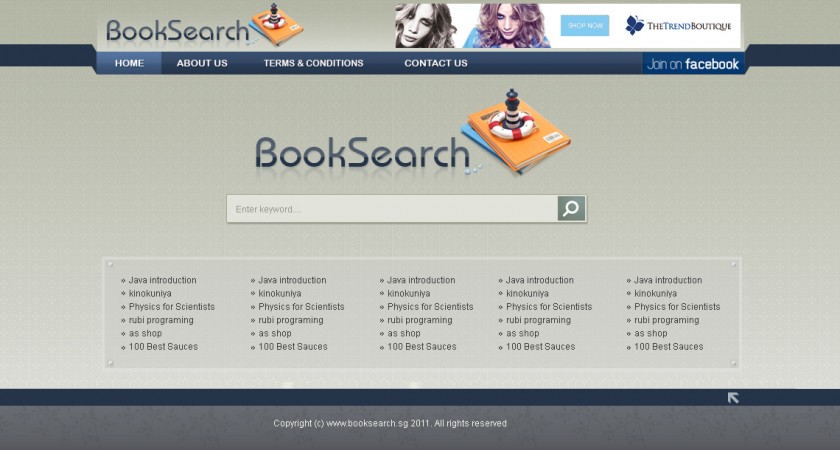 BookSearch
SHOP NOW
THETRENDBOUTIQUE
HOME ABOUT US TERMS & CONDITIONS CONTACT US Join on facebook
BookSearch
Enter keyword...
» Java introduction » Java introduction » Java introduction » Java introduction » Java introduction
» kinokuniya » kinokuniya » kinokuniya » kinokuniya » kinokuniya
» Physics for Scientists » Physics for Scientists » Physics for Scientists » Physics for Scientists » Physics for Scientists
» rubi programing » rubi programing » rubi programing » rubi programing » rubi programing
» as shop » as shop » as shop » as shop » as shop
» 100 Best Sauces » 100 Best Sauces » 100 Best Sauces » 100 Best Sauces » 100 Best Sauces
Copyright (c) www.booksearch.sg 2011. All rights reserved